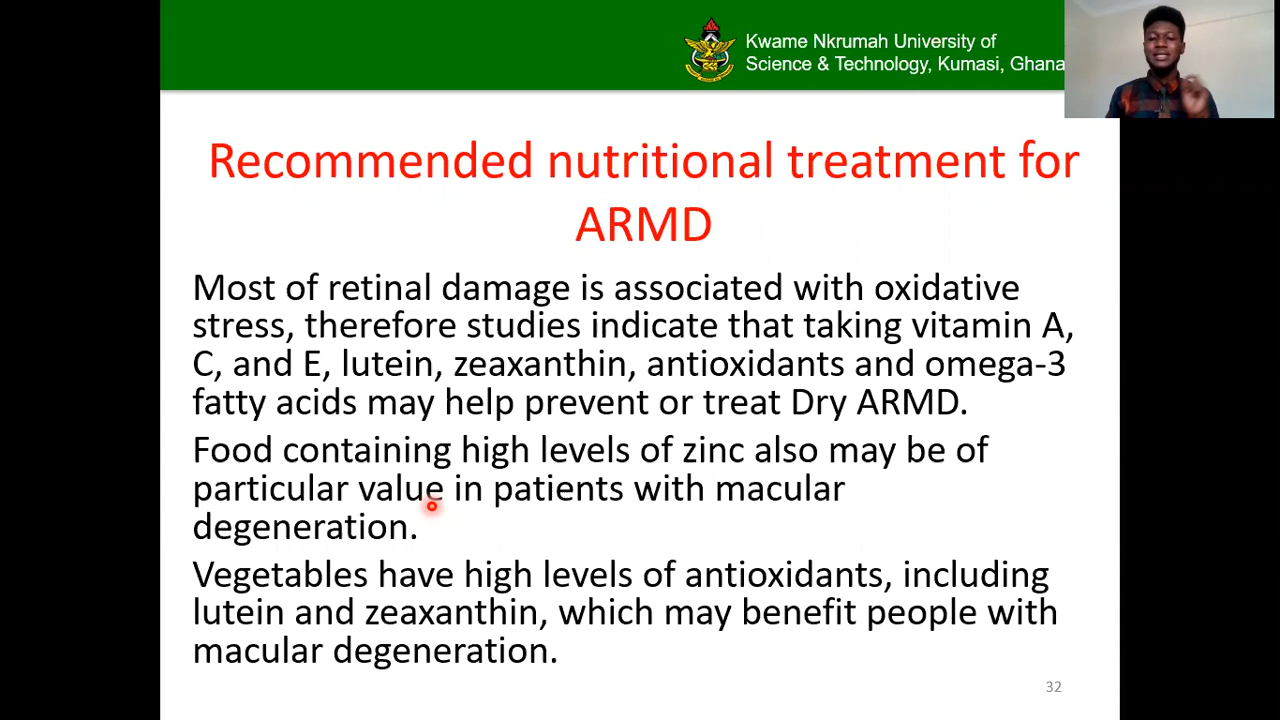 Kwame Nkrumah University of
Science & Technology, Kumasi, Ghana
Recommended nutritional treatment for
ARMD
Most of retinal damage is associated with oxidative
stress, therefore studies indicate that taking vitamin A,
C, and E, lutein, zeaxanthin, antioxidants and omega-3
fatty acids may help prevent or treat Dry ARMD.
Food containing high levels of zinc also may be of
particular value in patients with macular
degeneration.
Vegetables have high levels of antioxidants, including
lutein and zeaxanthin, which may benefit people with
macular degeneration.
32